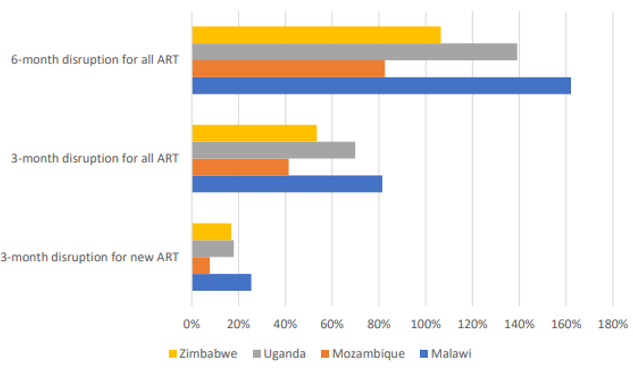 6-month disruption for all ART
3-month disruption for all ART
3-month disruption for new ART
0% 20% 40% 60% 80% 100% 120% 140% 160% 180%
Zimbabwe Uganda Mozambique Malawi